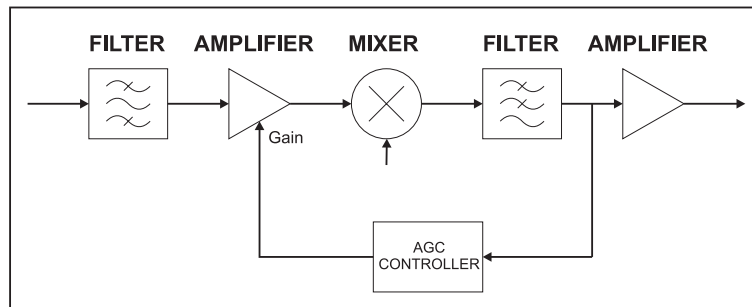 FILTER AMPLIFIER MIXER FILTER AMPLIFIER
Gain
AGC
CONTROLLER